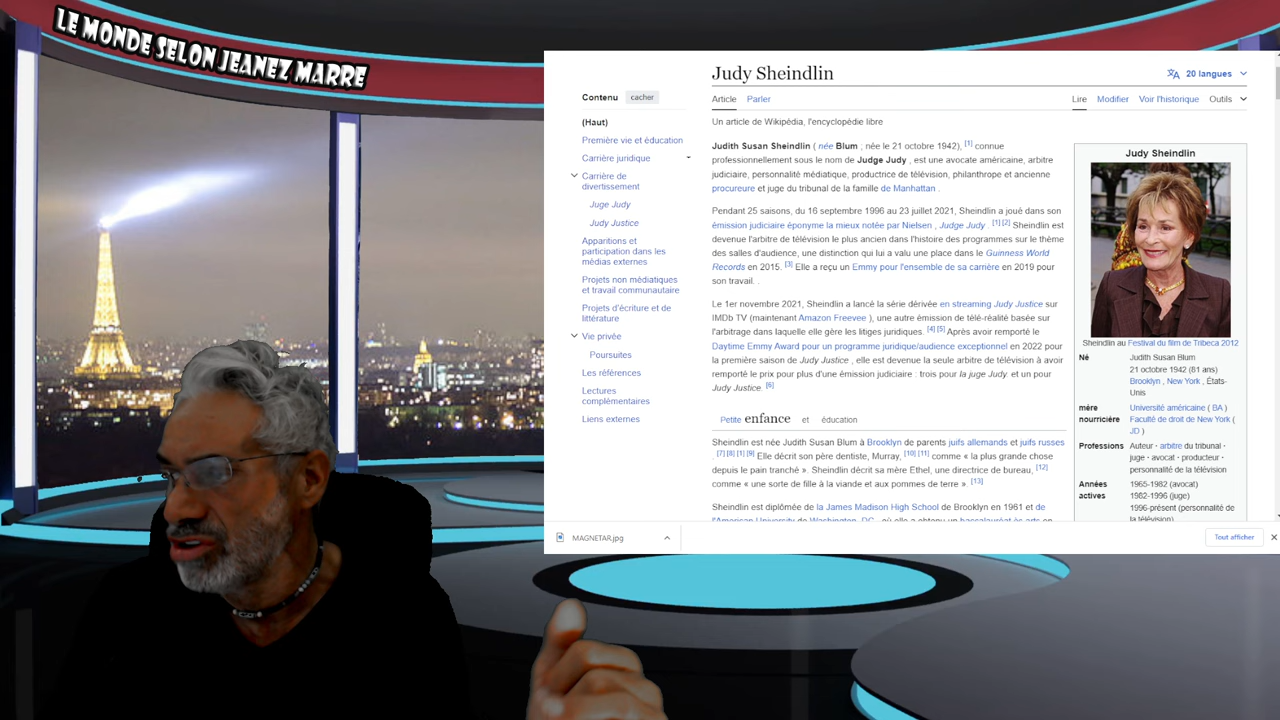 LE MONDE SELON JEANEZ MARRE
Judy Sheindlin
20 langues
Contenu cacher
Article Parler
Lire Modifier Voir l'historique Outils
(Haut)
Première vie et éducation
Carrière juridique
Carrière de
divertissement
Juge Judy
Judy Justice
Apparitions et
participation dans les
médias externes
Projets non médiatiques
et travail communautaire
Projets d'écriture et de
littérature
Vie privée
Poursuites
Les références
Lectures
complémentaires
Liens externes
Un article de Wikipédia, l'encyclopédie libre
Judith Susan Sheindlin ( née Blum ; née le 21 octobre 1942), [1] connue
professionnellement sous le nom de Judge Judy , est une avocate américaine, arbitre
judiciaire, personnalité médiatique, productrice de télévision, philanthrope et ancienne
procureure et juge du tribunal de la famille de Manhattan .
Pendant 25 saisons, du 16 septembre 1996 au 23 juillet 2021, Sheindlin a joué dans son
émission judiciaire éponyme la mieux notée par Nielsen , Judge Judy . [1] [2] Sheindlin est
devenue l'arbitre de télévision le plus ancien dans l'histoire des programmes sur le thème
des salles d'audience, une distinction qui lui a valu une place dans le Guinness World
Records en 2015. [3] Elle a reçu un Emmy pour l'ensemble de sa carrière en 2019 pour
son travail. .
Le 1er novembre 2021, Sheindlin a lancé la série dérivée en streaming Judy Justice sur
IMDb TV (maintenant Amazon Freevee ), une autre émission de télé-réalité basée sur
l'arbitrage dans laquelle elle gère les litiges juridiques. [4] [5] Après avoir remporté le
Daytime Emmy Award pour un programme juridique/audience exceptionnel en 2022 pour
la première saison de Judy Justice , elle est devenue la seule arbitre de télévision à avoir
remporté le prix pour plus d'une émission judiciaire : trois pour la juge Judy et un pour
Judy Justice. [6]
Petite enfance et éducation
Sheindlin est née Judith Susan Blum à Brooklyn de parents juifs allemands et juifs russes
. [7] [8] [1] [9] Elle décrit son père dentiste, Murray, [10] [11] comme « la plus grande chose
depuis le pain tranché ». Sheindlin décrit sa mère Ethel, une directrice de bureau, [12]
comme « une sorte de fille à la viande et aux pommes de terre ». [13]
Sheindlin est diplômée de la James Madison High School de Brooklyn en 1961 et de
l'American University de Washington, DC, où elle a obtenu un baccalauréat ès arts en
Judy Sheindlin
Sheindlin au Festival du film de Tribeca 2012
Né Judith Susan Blum
21 octobre 1942 (81 ans)
Brooklyn , New York , États-
Unis
mère Université américaine ( BA )
nourricière Faculté de droit de New York (
JD )
Professions Auteur · arbitre du tribunal ·
juge · avocat · producteur ·
personnalité de la télévision
Années 1965-1982 (avocat)
actives 1982-1996 (juge)
1996-présent (personnalité de
la télévision)
MAGNETAR.jpg
Tout afficher